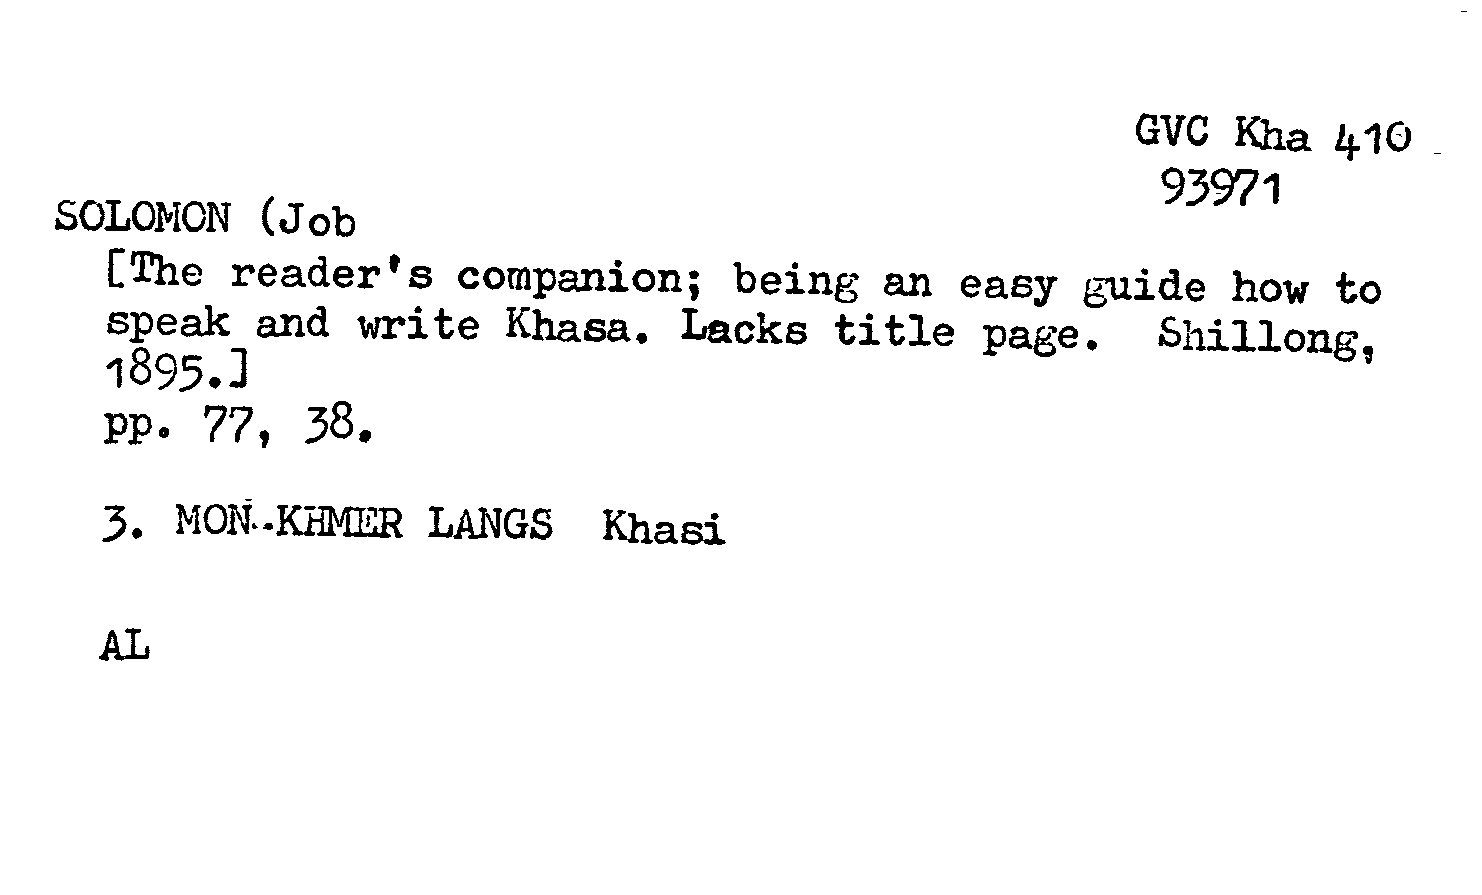 GVC Kha 410
93971
SOLOMON (Job
[The reader's companion; being an easy guide how to
speak and write Khasa. Lacks title page. Shillong,
1895.]
pp. 77, 38.
3. MON-KHMER LANGS Khasi
AL